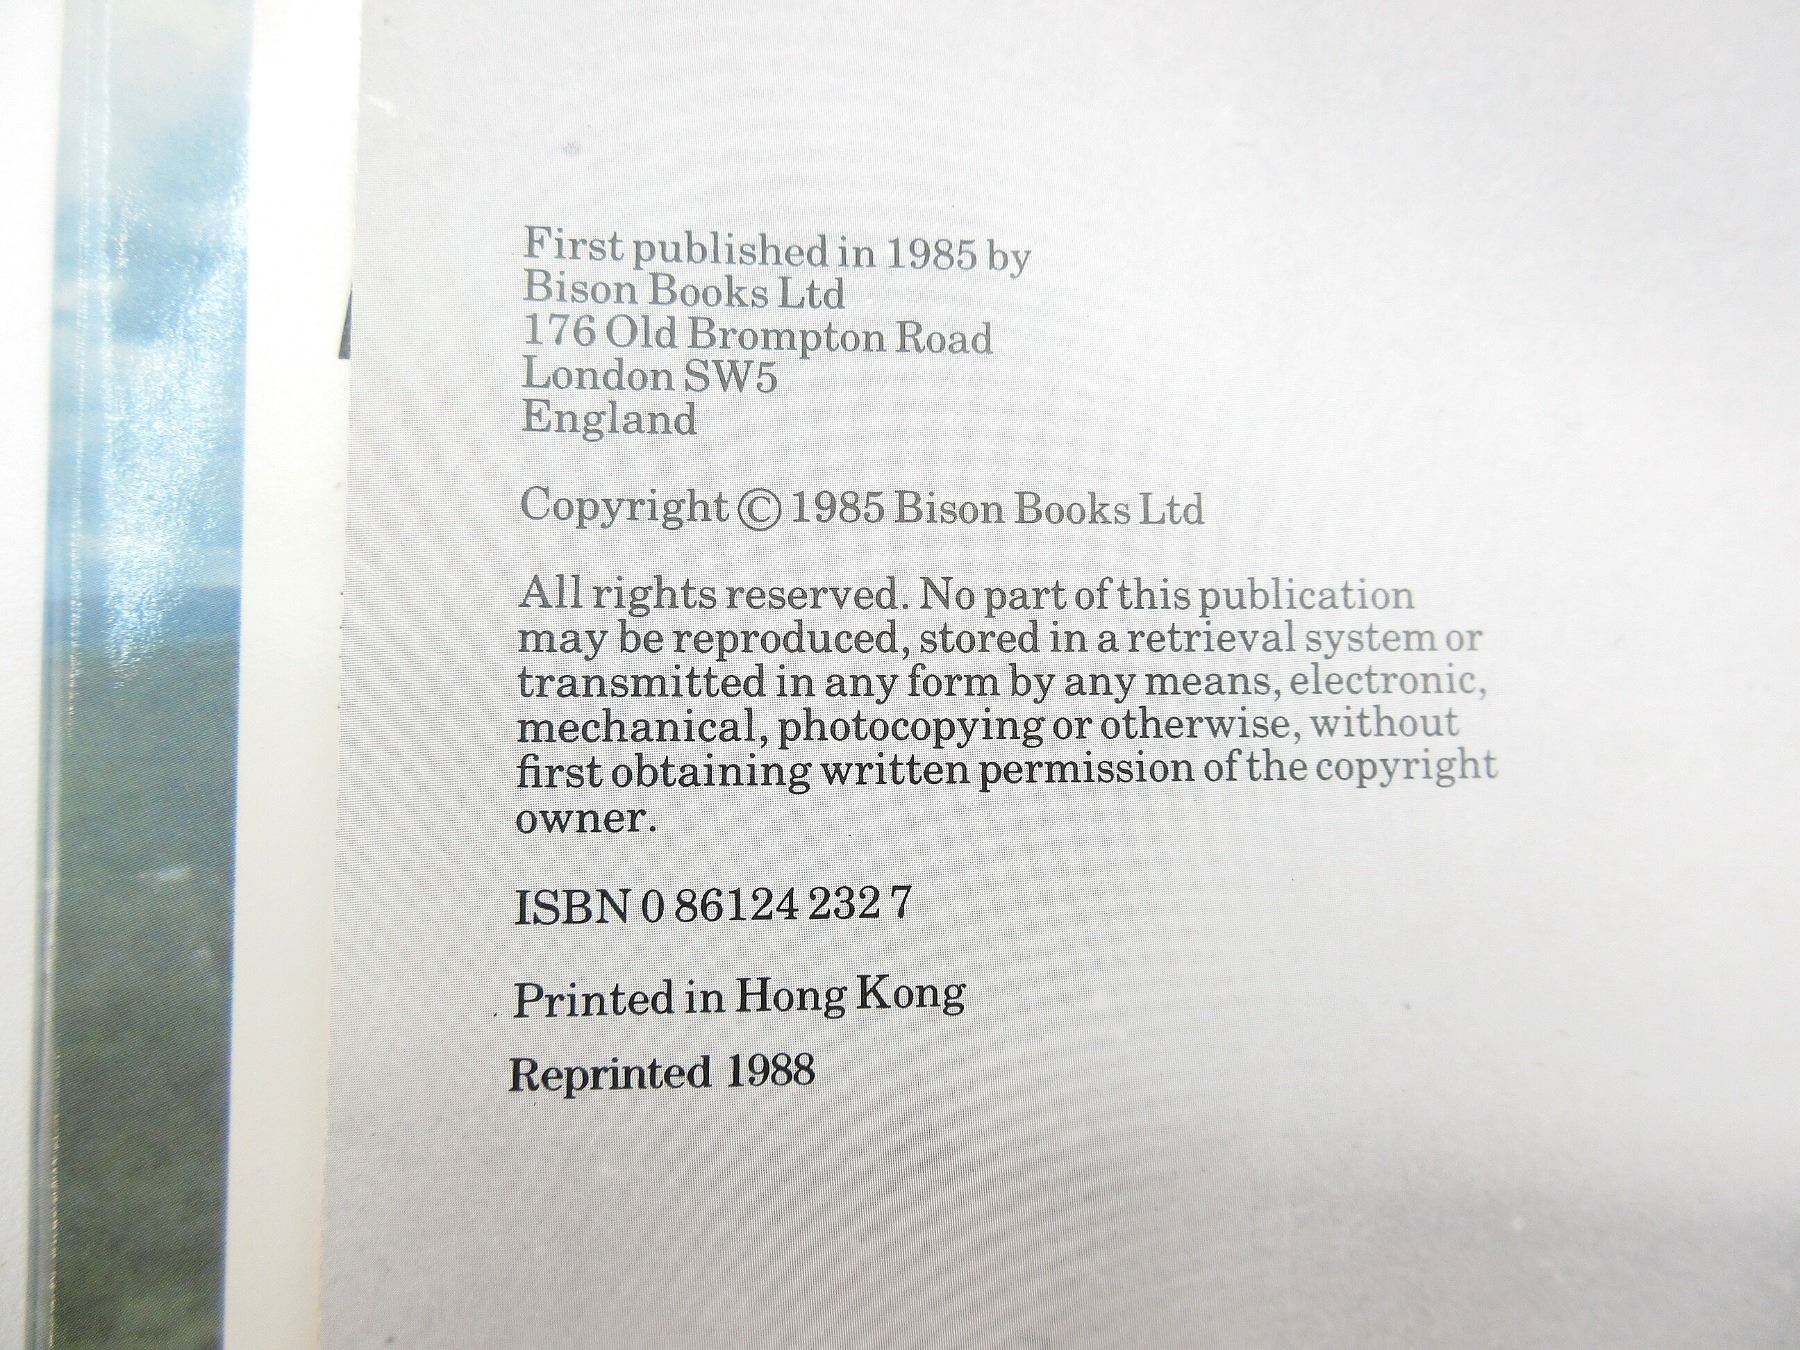 First published in 1985 by
Bison Books Ltd
176 Old Brompton Road
London SW5
England
Copyright © 1985 Bison Books Ltd
All rights reserved. No part of this publication
may be reproduced, stored in a retrieval system or
transmitted in any form by any means, electronic,
mechanical, photocopying or otherwise, without
first obtaining written permission of the copyright
owner.
ISBN 0 86124 232 7
Printed in Hong Kong
Reprinted 1988